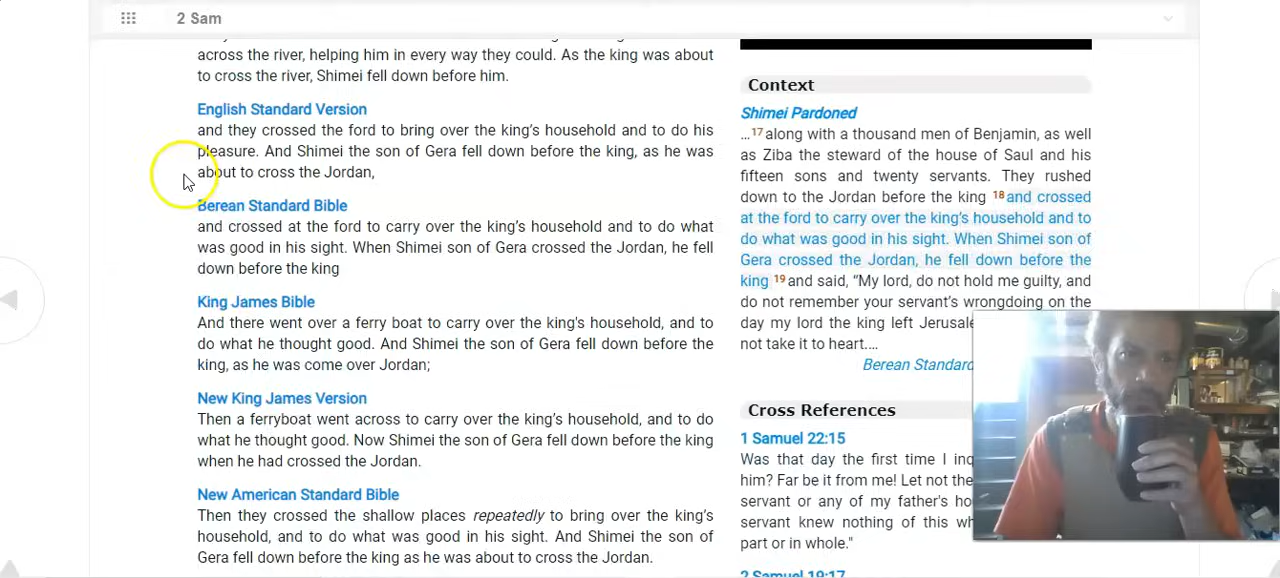 2 Sam
across the river, helping him in every way they could. As the king was about
to cross the river, Shimei fell down before him.
English Standard Version
and they crossed the ford to bring over the king's household and to do his
pleasure. And Shimei the son of Gera fell down before the king, as he was
about to cross the Jordan,
Berean Standard Bible
and crossed at the ford to carry over the king's household and to do what
was good in his sight. When Shimei son of Gera crossed the Jordan, he fell
down before the king
King James Bible
And there went over a ferry boat to carry over the king's household, and to
do what he thought good. And Shimei the son of Gera fell down before the
king, as he was come over Jordan;
New King James Version
Then a ferryboat went across to carry over the king's household, and to do
what he thought good. Now Shimei the son of Gera fell down before the king
when he had crossed the Jordan.
New American Standard Bible
Then they crossed the shallow places repeatedly to bring over the king's
household, and to do what was good in his sight. And Shimei the son of
Gera fell down before the king as he was about to cross the Jordan.
Context
Shimei Pardoned
…17along with a thousand men of Benjamin, as well
as Ziba the steward of the house of Saul and his
fifteen sons and twenty servants. They rushed
down to the Jordan before the king 18and crossed
at the ford to carry over the king's household and to
do what was good in his sight. When Shimei son of
Gera crossed the Jordan, he fell down before the
king 19and said, “My lord, do not hold me guilty, and
do not remember your servant's wrongdoing on the
day my lord the king left Jerusale
not take it to heart.…
Berean Standard
Cross References
1 Samuel 22:15
Was that day the first time I inq
him? Far be it from me! Let not the
servant or any of my father's ho
servant knew nothing of this wh
part or in whole."
2 Samuel 19:17